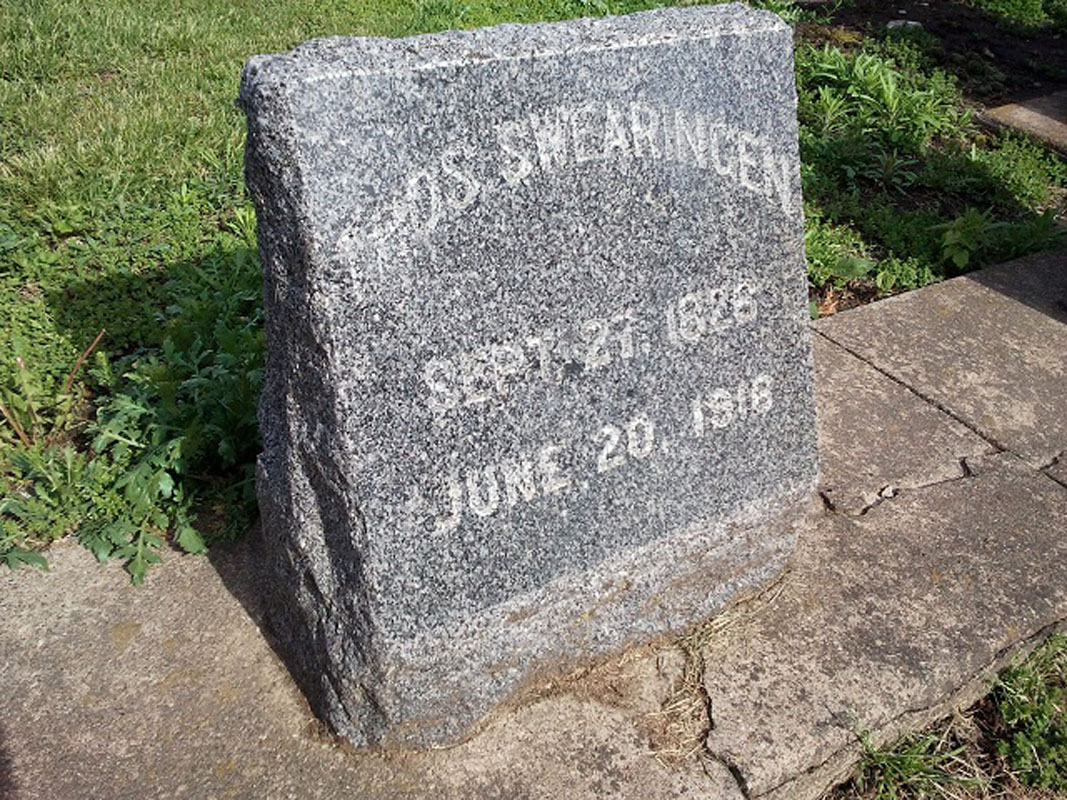 SWEARINGEN
SEPT. 27. 1826
JUNE. 20. 1916